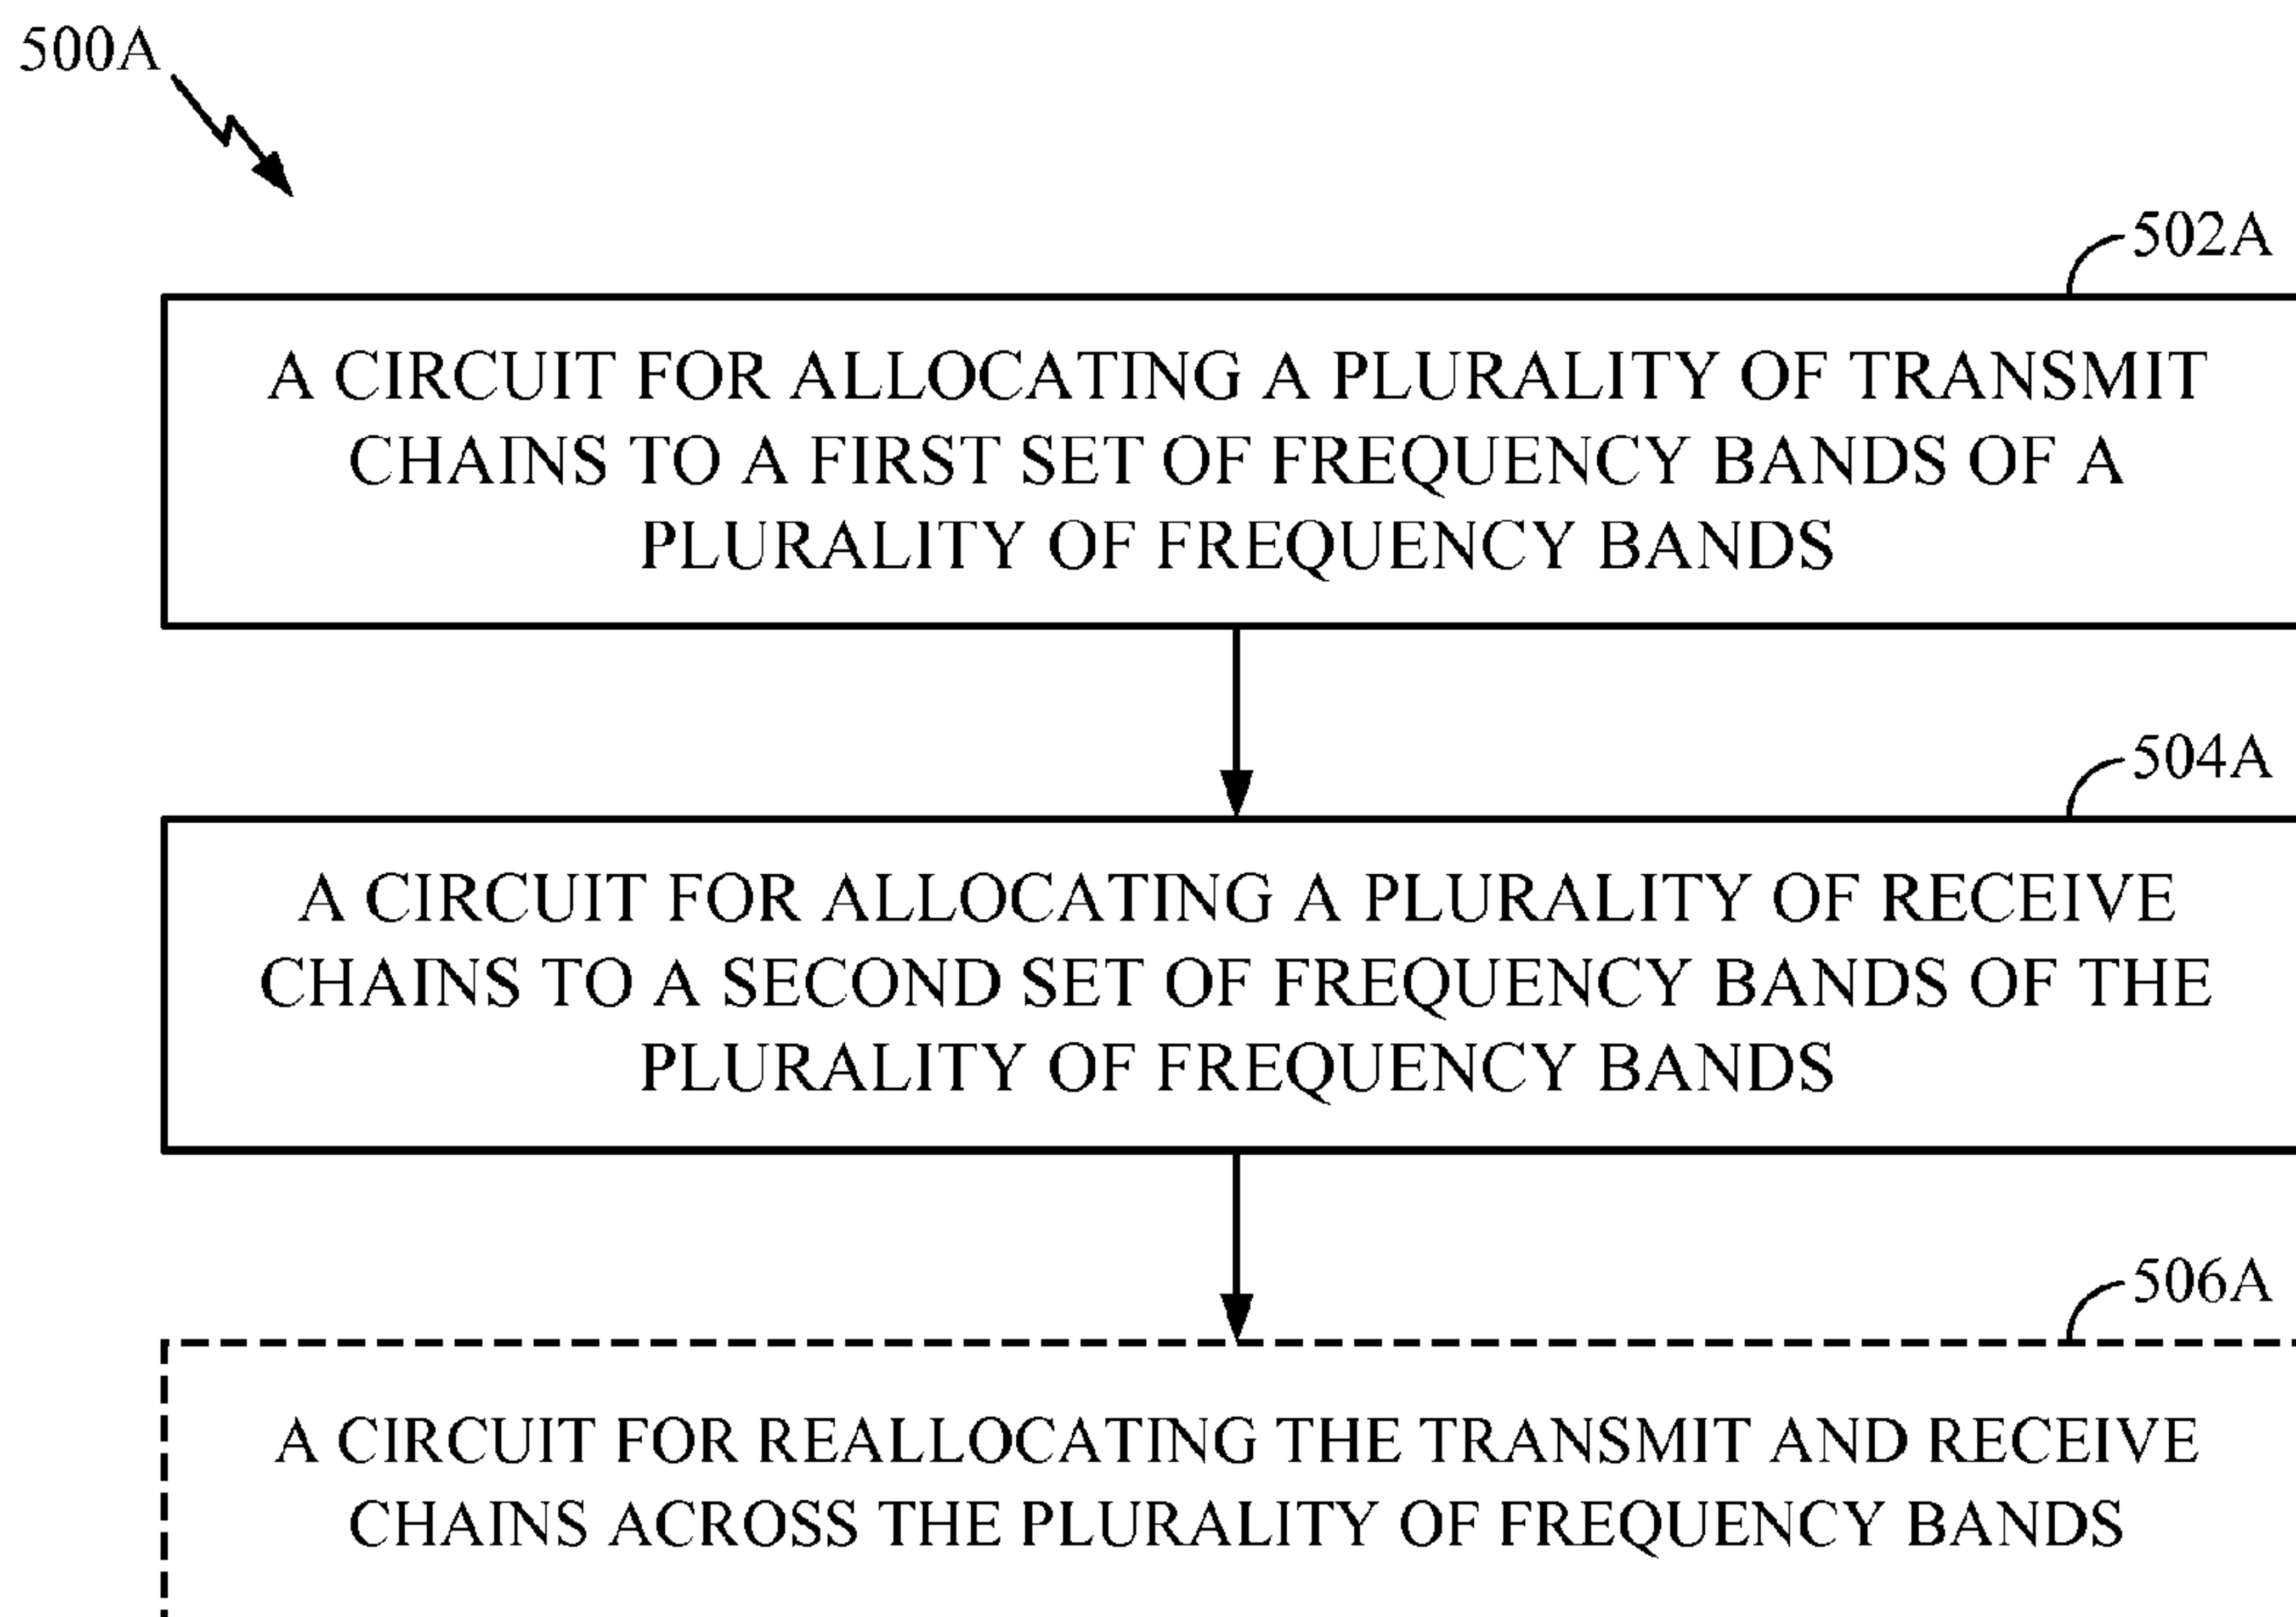 500A
502A
A CIRCUIT FOR ALLOCATING A PLURALITY OF TRANSMIT
CHAINS TO A FIRST SET OF FREQUENCY BANDS OF A
PLURALITY OF FREQUENCY BANDS
504A
A CIRCUIT FOR ALLOCATING A PLURALITY OF RECEIVE
CHAINS TO A SECOND SET OF FREQUENCY BANDS OF THE
PLURALITY OF FREQUENCY BANDS
506A
A CIRCUIT FOR REALLOCATING THE TRANSMIT AND RECEIVE
CHAINS ACROSS THE PLURALITY OF FREQUENCY BANDS